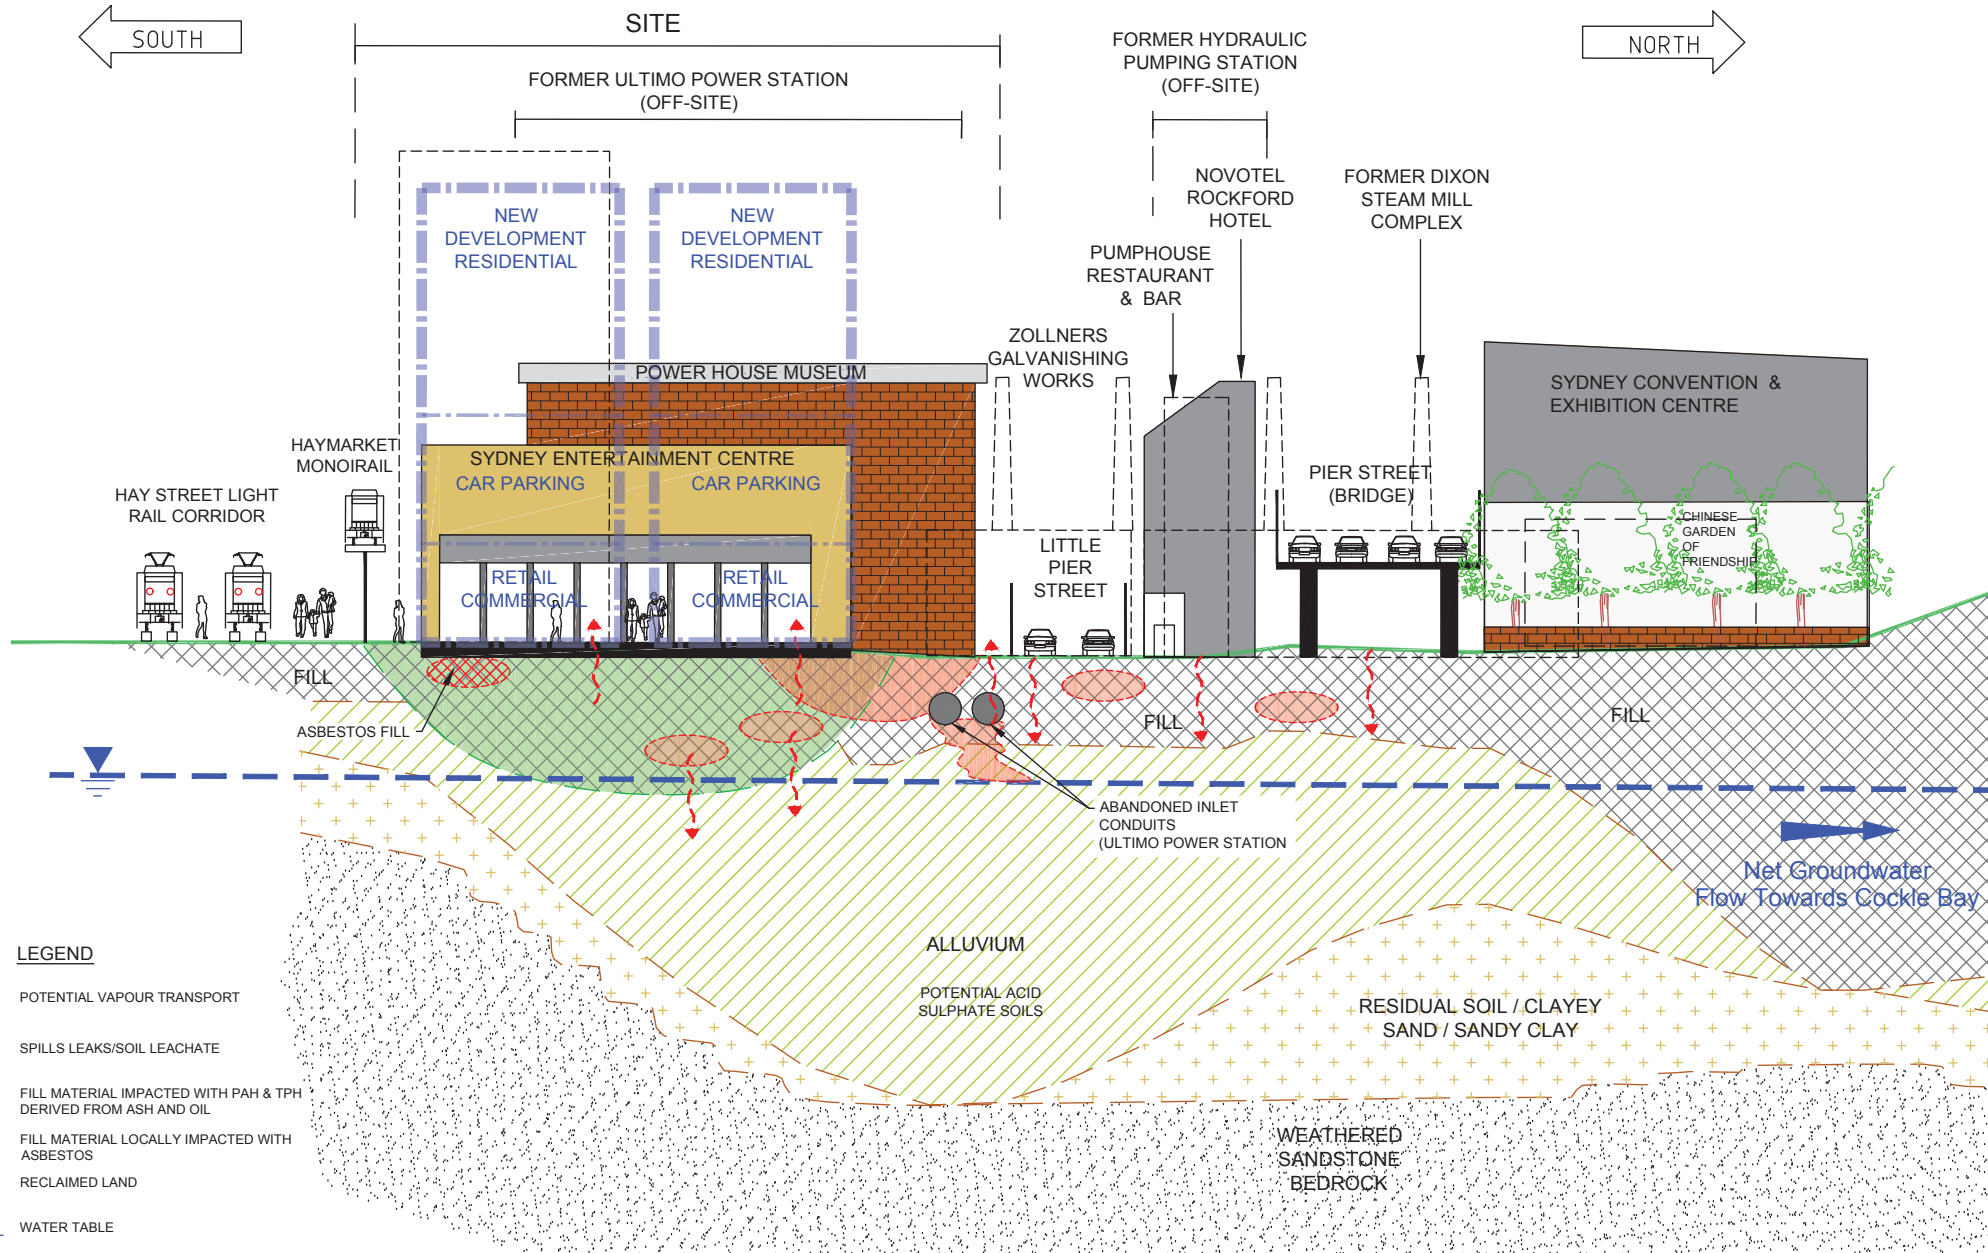 SOUTH
SITE
NORTH
FORMER ULTIMO POWER STATION
(OFF-SITE)
FORMER HYDRAULIC
PUMPING STATION
(OFF-SITE)
NOVOTEL
ROCKFORD
HOTEL
FORMER DIXON
STEAM MILL
COMPLEX
NEW
DEVELOPMENT
RESIDENTIAL
NEW
DEVELOPMENT
RESIDENTIAL
PUMPHOUSE
RESTAURANT
& BAR
ZOLLNERS
GALVANISHING
WORKS
POWER HOUSE MUSEUM
SYDNEY CONVENTION &
EXHIBITION CENTRE
HAYMARKET
MONOIRAIL
SYDNEY ENTERTAINMENT CENTRE
CAR PARKING
CAR PARKING
HAY STREET LIGHT
RAIL CORRIDOR
PIER STREET
(BRIDGE)
CHINESE
GARDEN
OF
FRIENDSHIP
LITTLE
PIER
STREET
RETAIL
COMMERCIAL
RETAIL
COMMERCIAL
FILL
ASBESTOS FILL
FILL
FILL
ABANDONED INLET
CONDUITS
(ULTIMO POWER STATION
Net Groundwater
Flow Towards Cockle Bay
ALLUVIUM
POTENTIAL ACID
SULPHATE SOILS
RESIDUAL SOIL / CLAYEY
SAND / SANDY CLAY
WEATHERED
SANDSTONE
BEDROCK
LEGEND
POTENTIAL VAPOUR TRANSPORT
SPILLS LEAKS/SOIL LEACHATE
FILL MATERIAL IMPACTED WITH PAH & TPH
DERIVED FROM ASH AND OIL
FILL MATERIAL LOCALLY IMPACTED WITH
ASBESTOS
RECLAIMED LAND
WATER TABLE